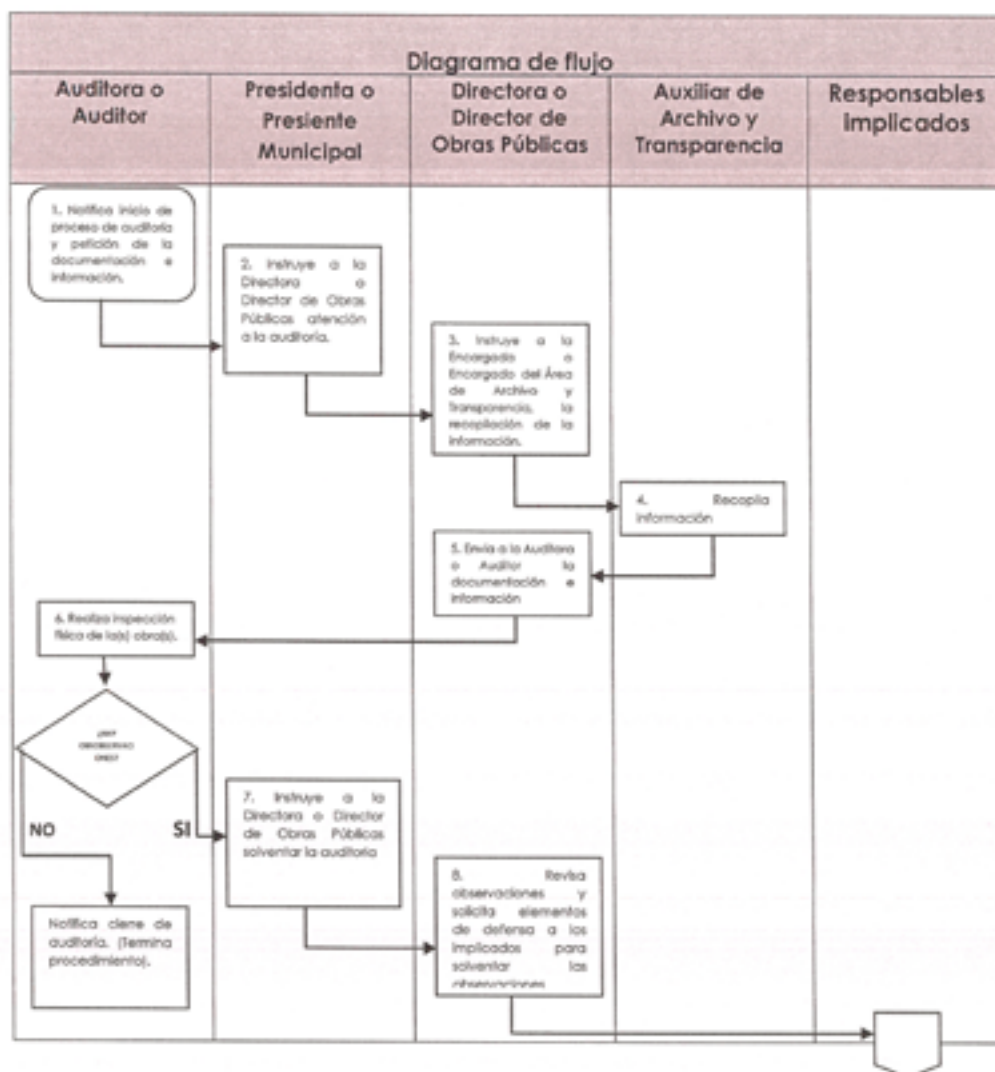 Diagrama de flujo
Auditora o
Auditor
Presidenta o
Presiente
Municipal
Directora o
Director de
Obras Públicas
Auxiliar de
Archivo y
Transparencia
Responsables
Implicados
1. Notifica inicio de
proceso de auditoría
y petición de la
documentación e
información.
2. Instruye a la
Directora o
Director de Obras
Públicas atención
a la auditoría.
3. Instruye a la
Encargada o
Encargado del Área
de Archivo y
Transparencia, la
recopilación de la
información.
4. Recopila
información
5. Envía a la Auditora
o Auditor la
documentación e
información
6. Realiza inspección
física de la(s) obra(s).
NO
SI
7. Instruye a la
Directora o Director
de Obras Públicas
solventar la auditoría
8. Revisa
observaciones y
solicita elementos
de defensa a los
implicados para
solventar las
observaciones
Notifica cierre de
auditoría. (Termina
procedimiento).